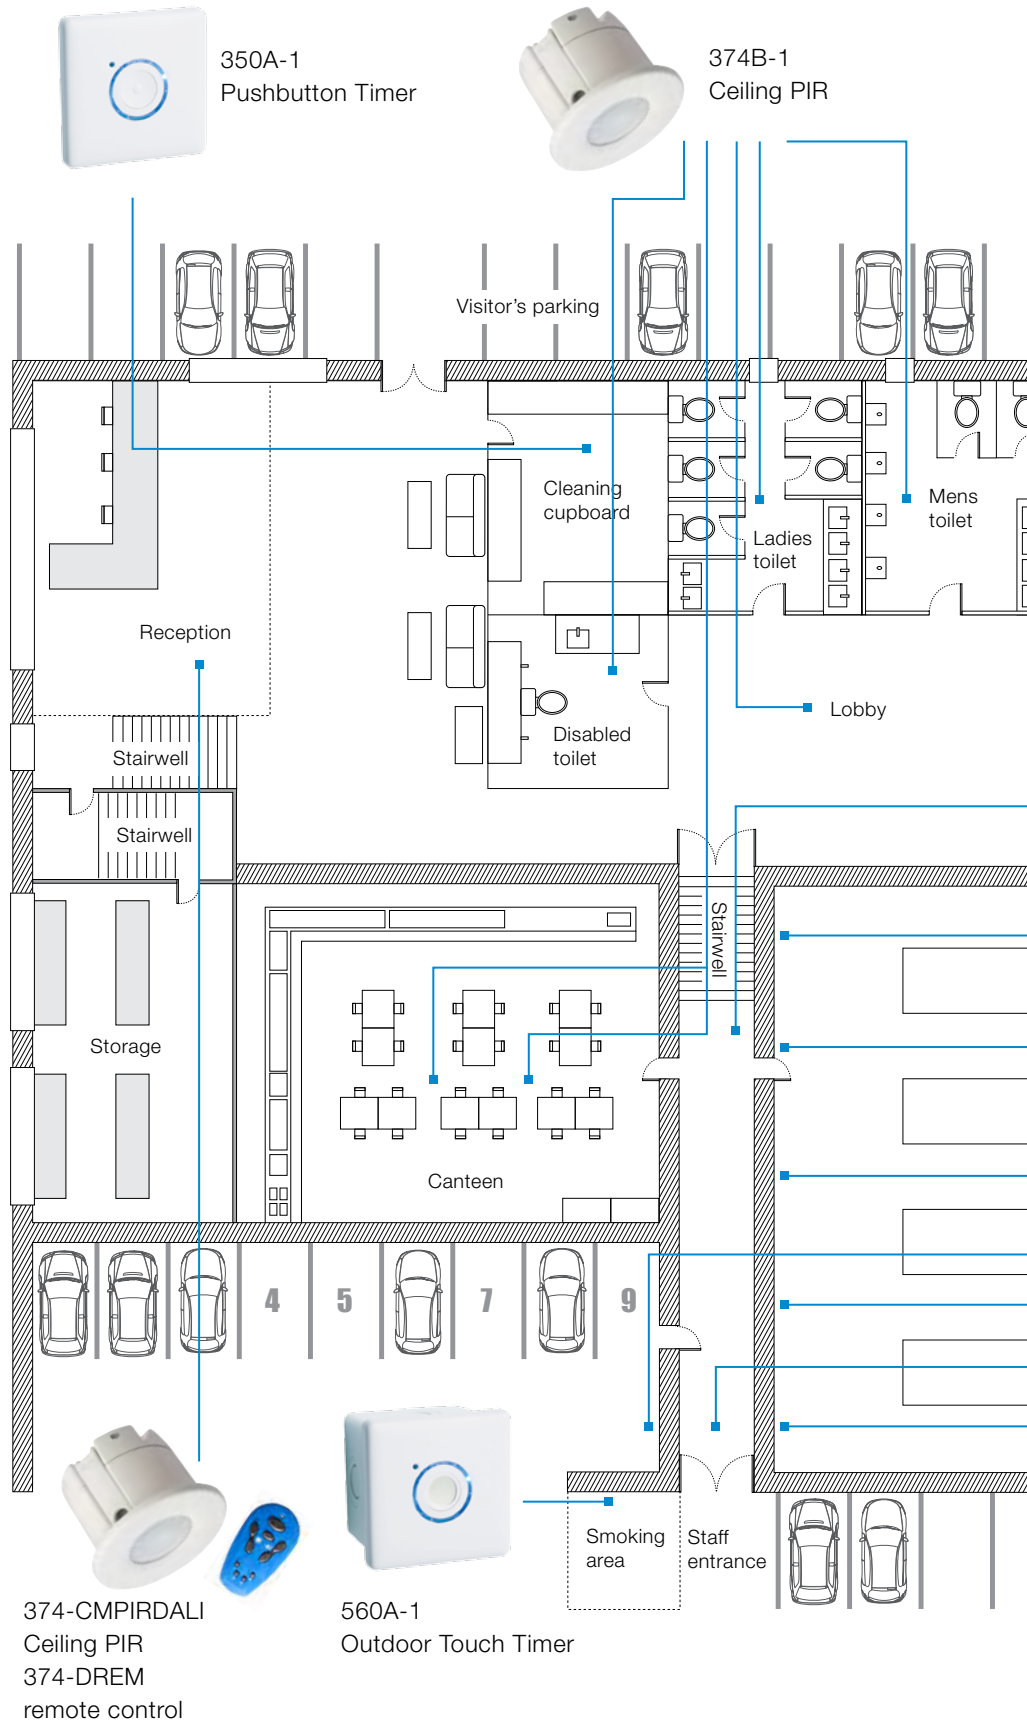 350A-1
Pushbutton Timer
374B-1
Ceiling PIR
Visitor's parking
Cleaning
cupboard
Ladies
toilet
Mens
toilet
Reception
Lobby
Disabled
toilet
Stairwell
Stairwell
Stairwell
Storage
Canteen
4
5
7
9
Smoking
area
Staff
entrance
374-CMPIRDALI
Ceiling PIR
374-DREM
remote control
560A-1
Outdoor Touch Timer